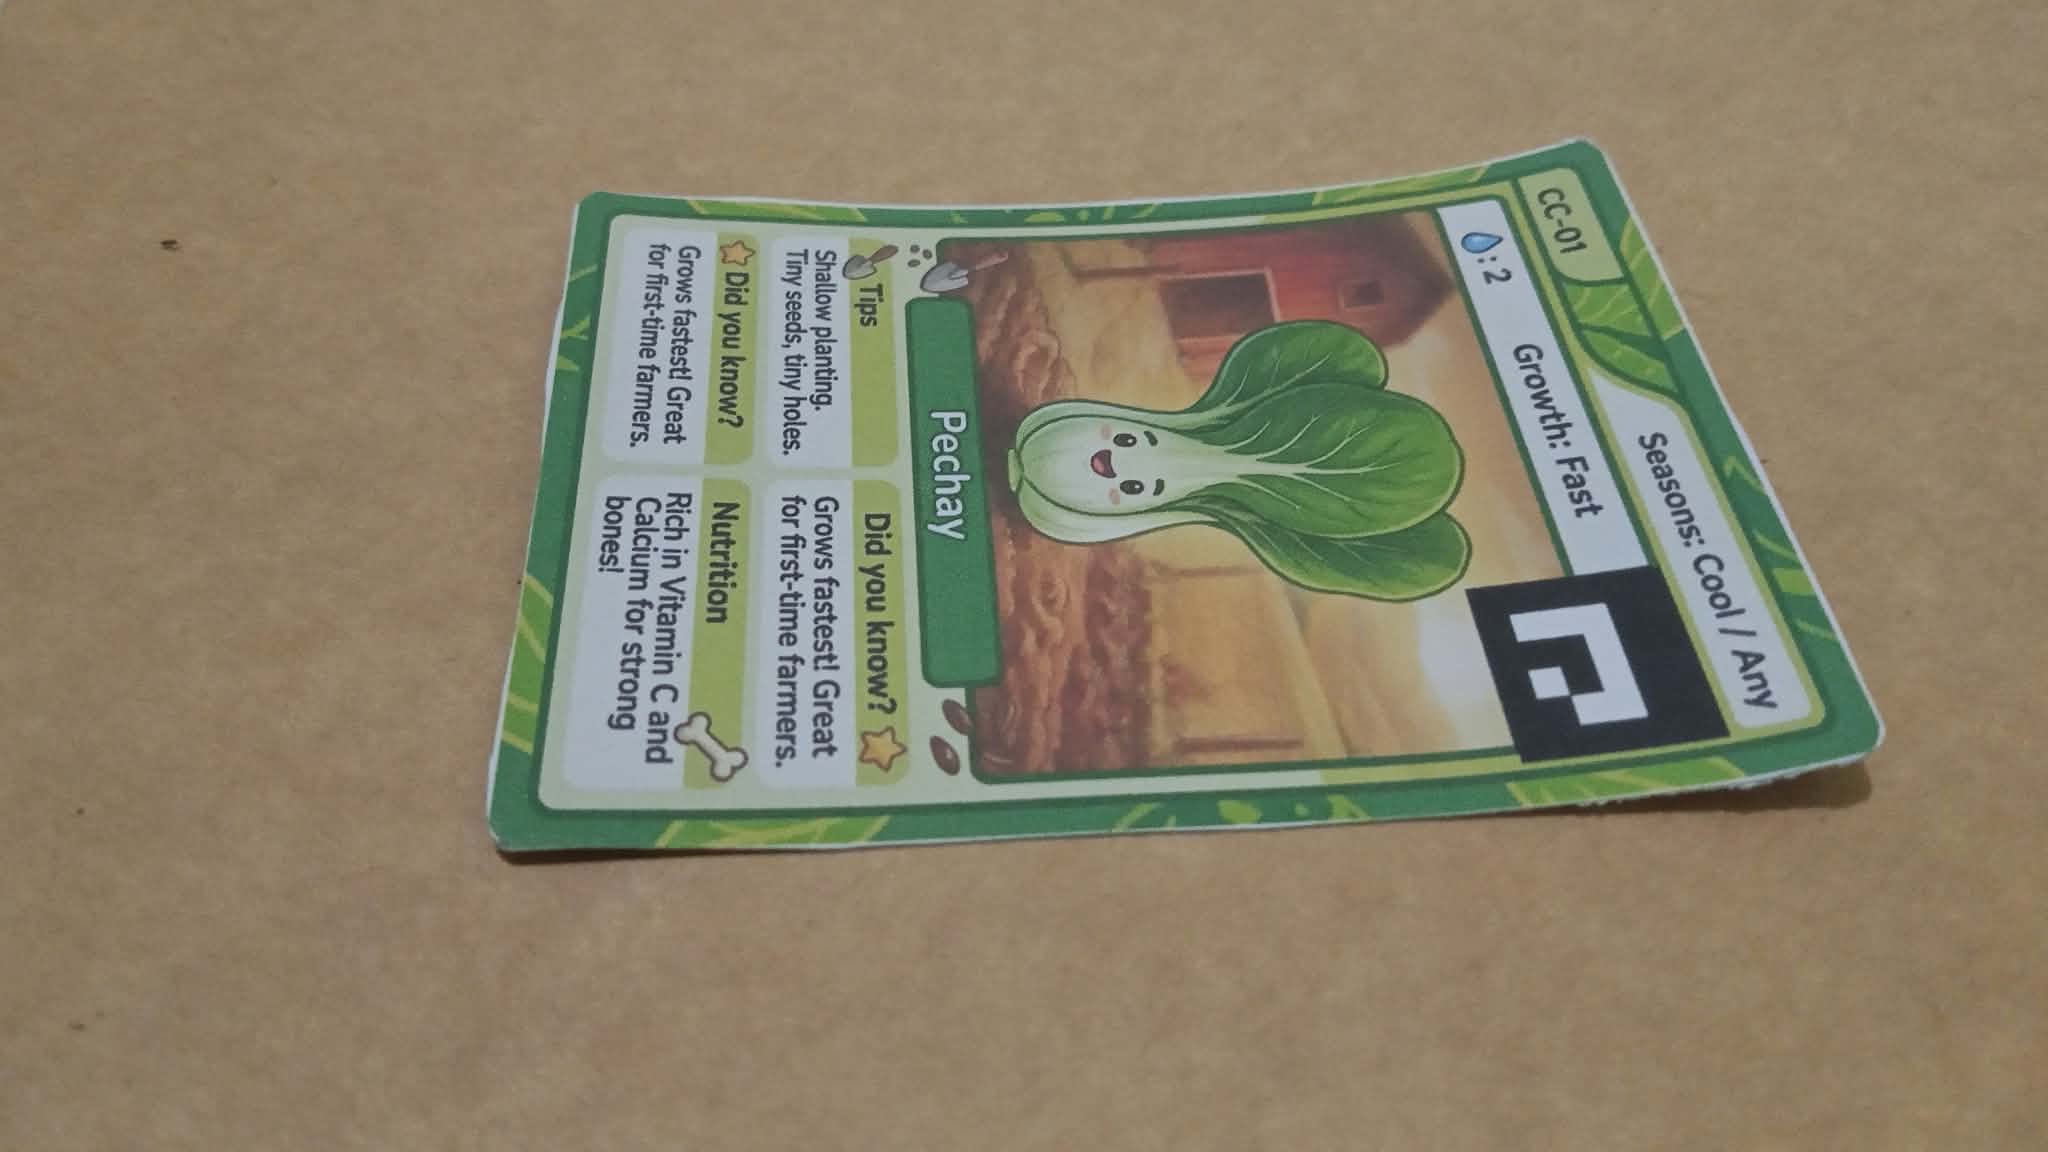 CC-01
Seasons: Cool / Any
: 2
Growth: Fast
Pechay
Tips
Shallow planting.
Tiny seeds, tiny holes.
Did you know?
Grows fastest! Great
for first-time farmers.
Did you know?
Grows fastest! Great
for first-time farmers.
Nutrition
Rich in Vitamin C and
Calcium for strong
bones!